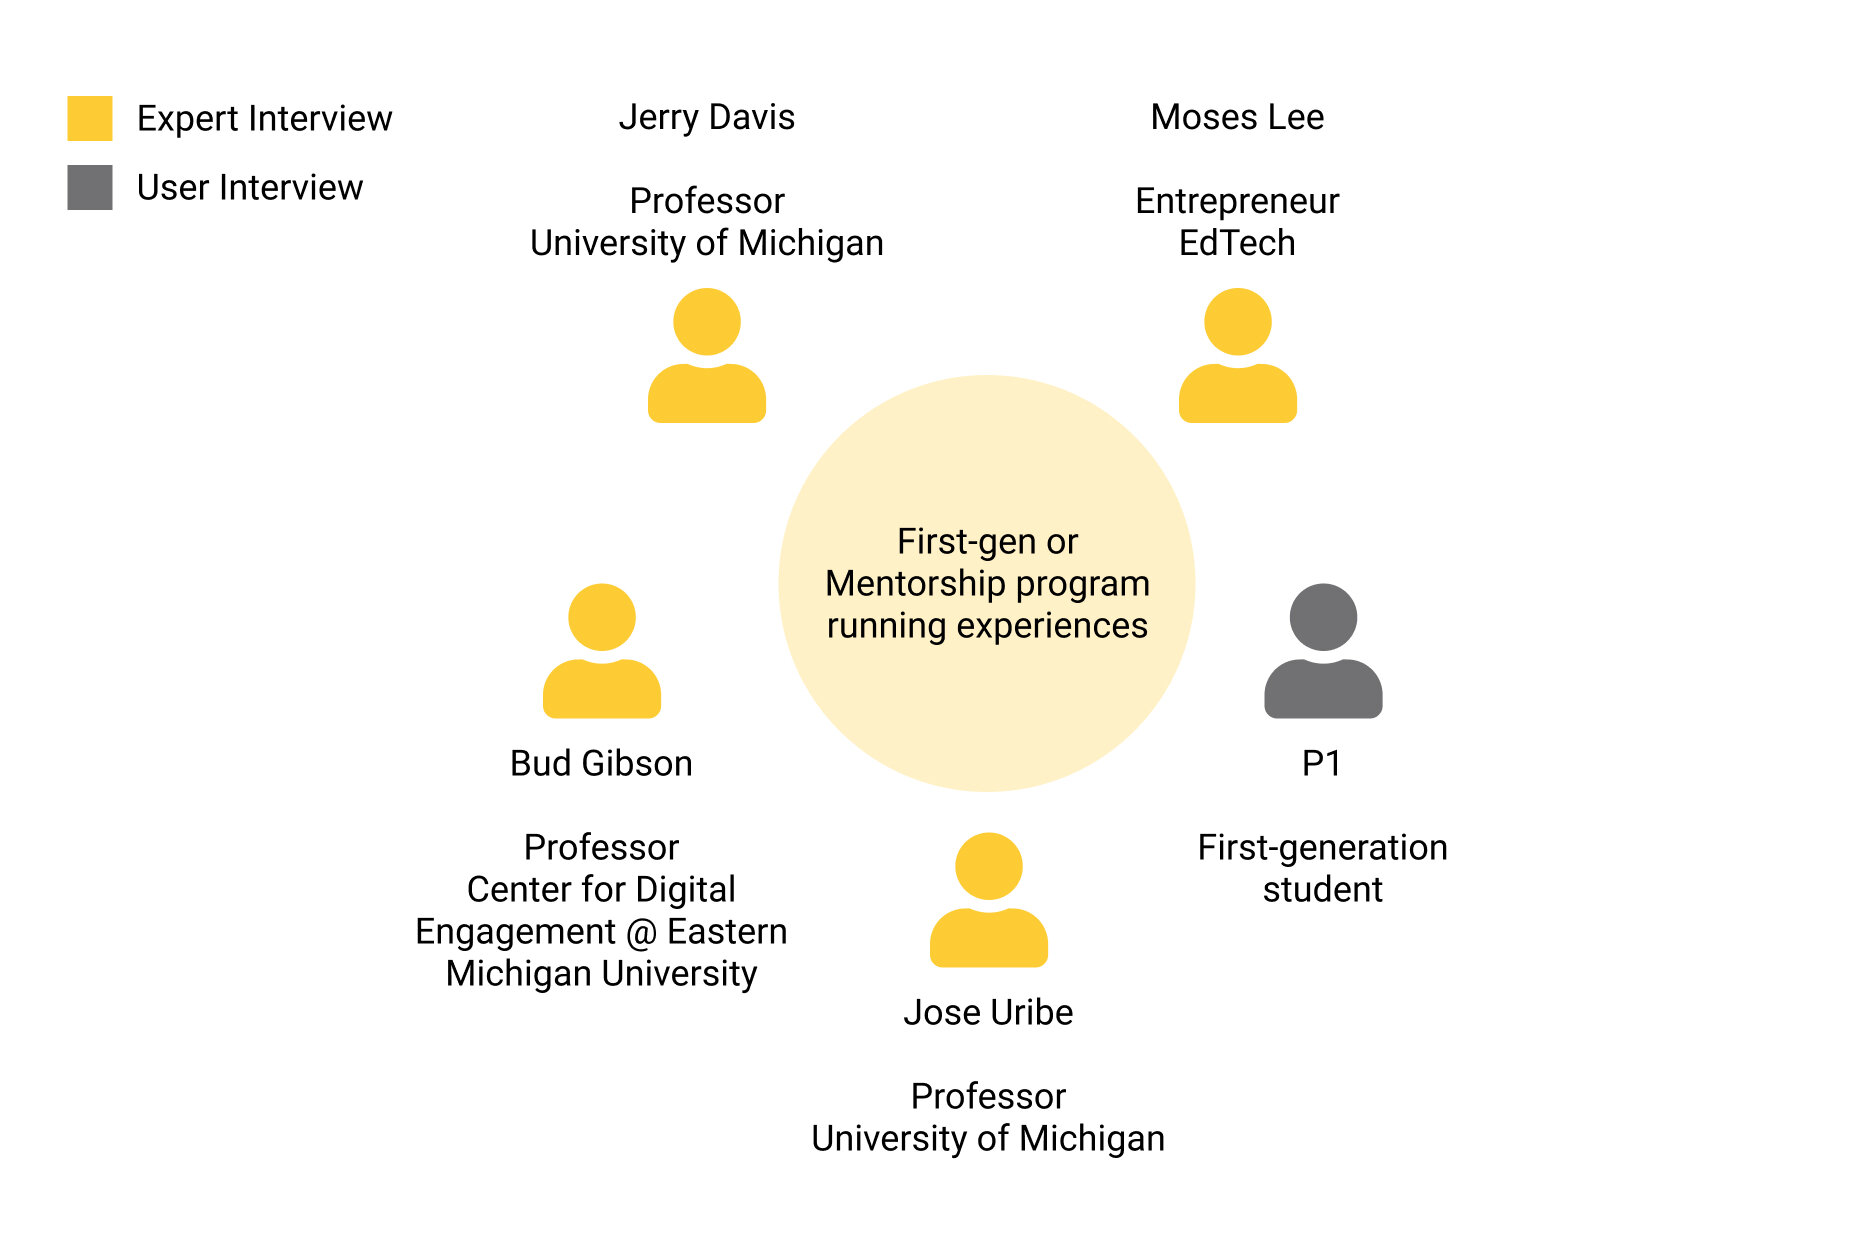 Expert Interview
User Interview
Jerry Davis
Professor
University of Michigan
Moses Lee
Entrepreneur
EdTech
First-gen or
Mentorship program
running experiences
Bud Gibson
Professor
Center for Digital
Engagement @ Eastern
Michigan University
P1
First-generation
student
Jose Uribe
Professor
University of Michigan